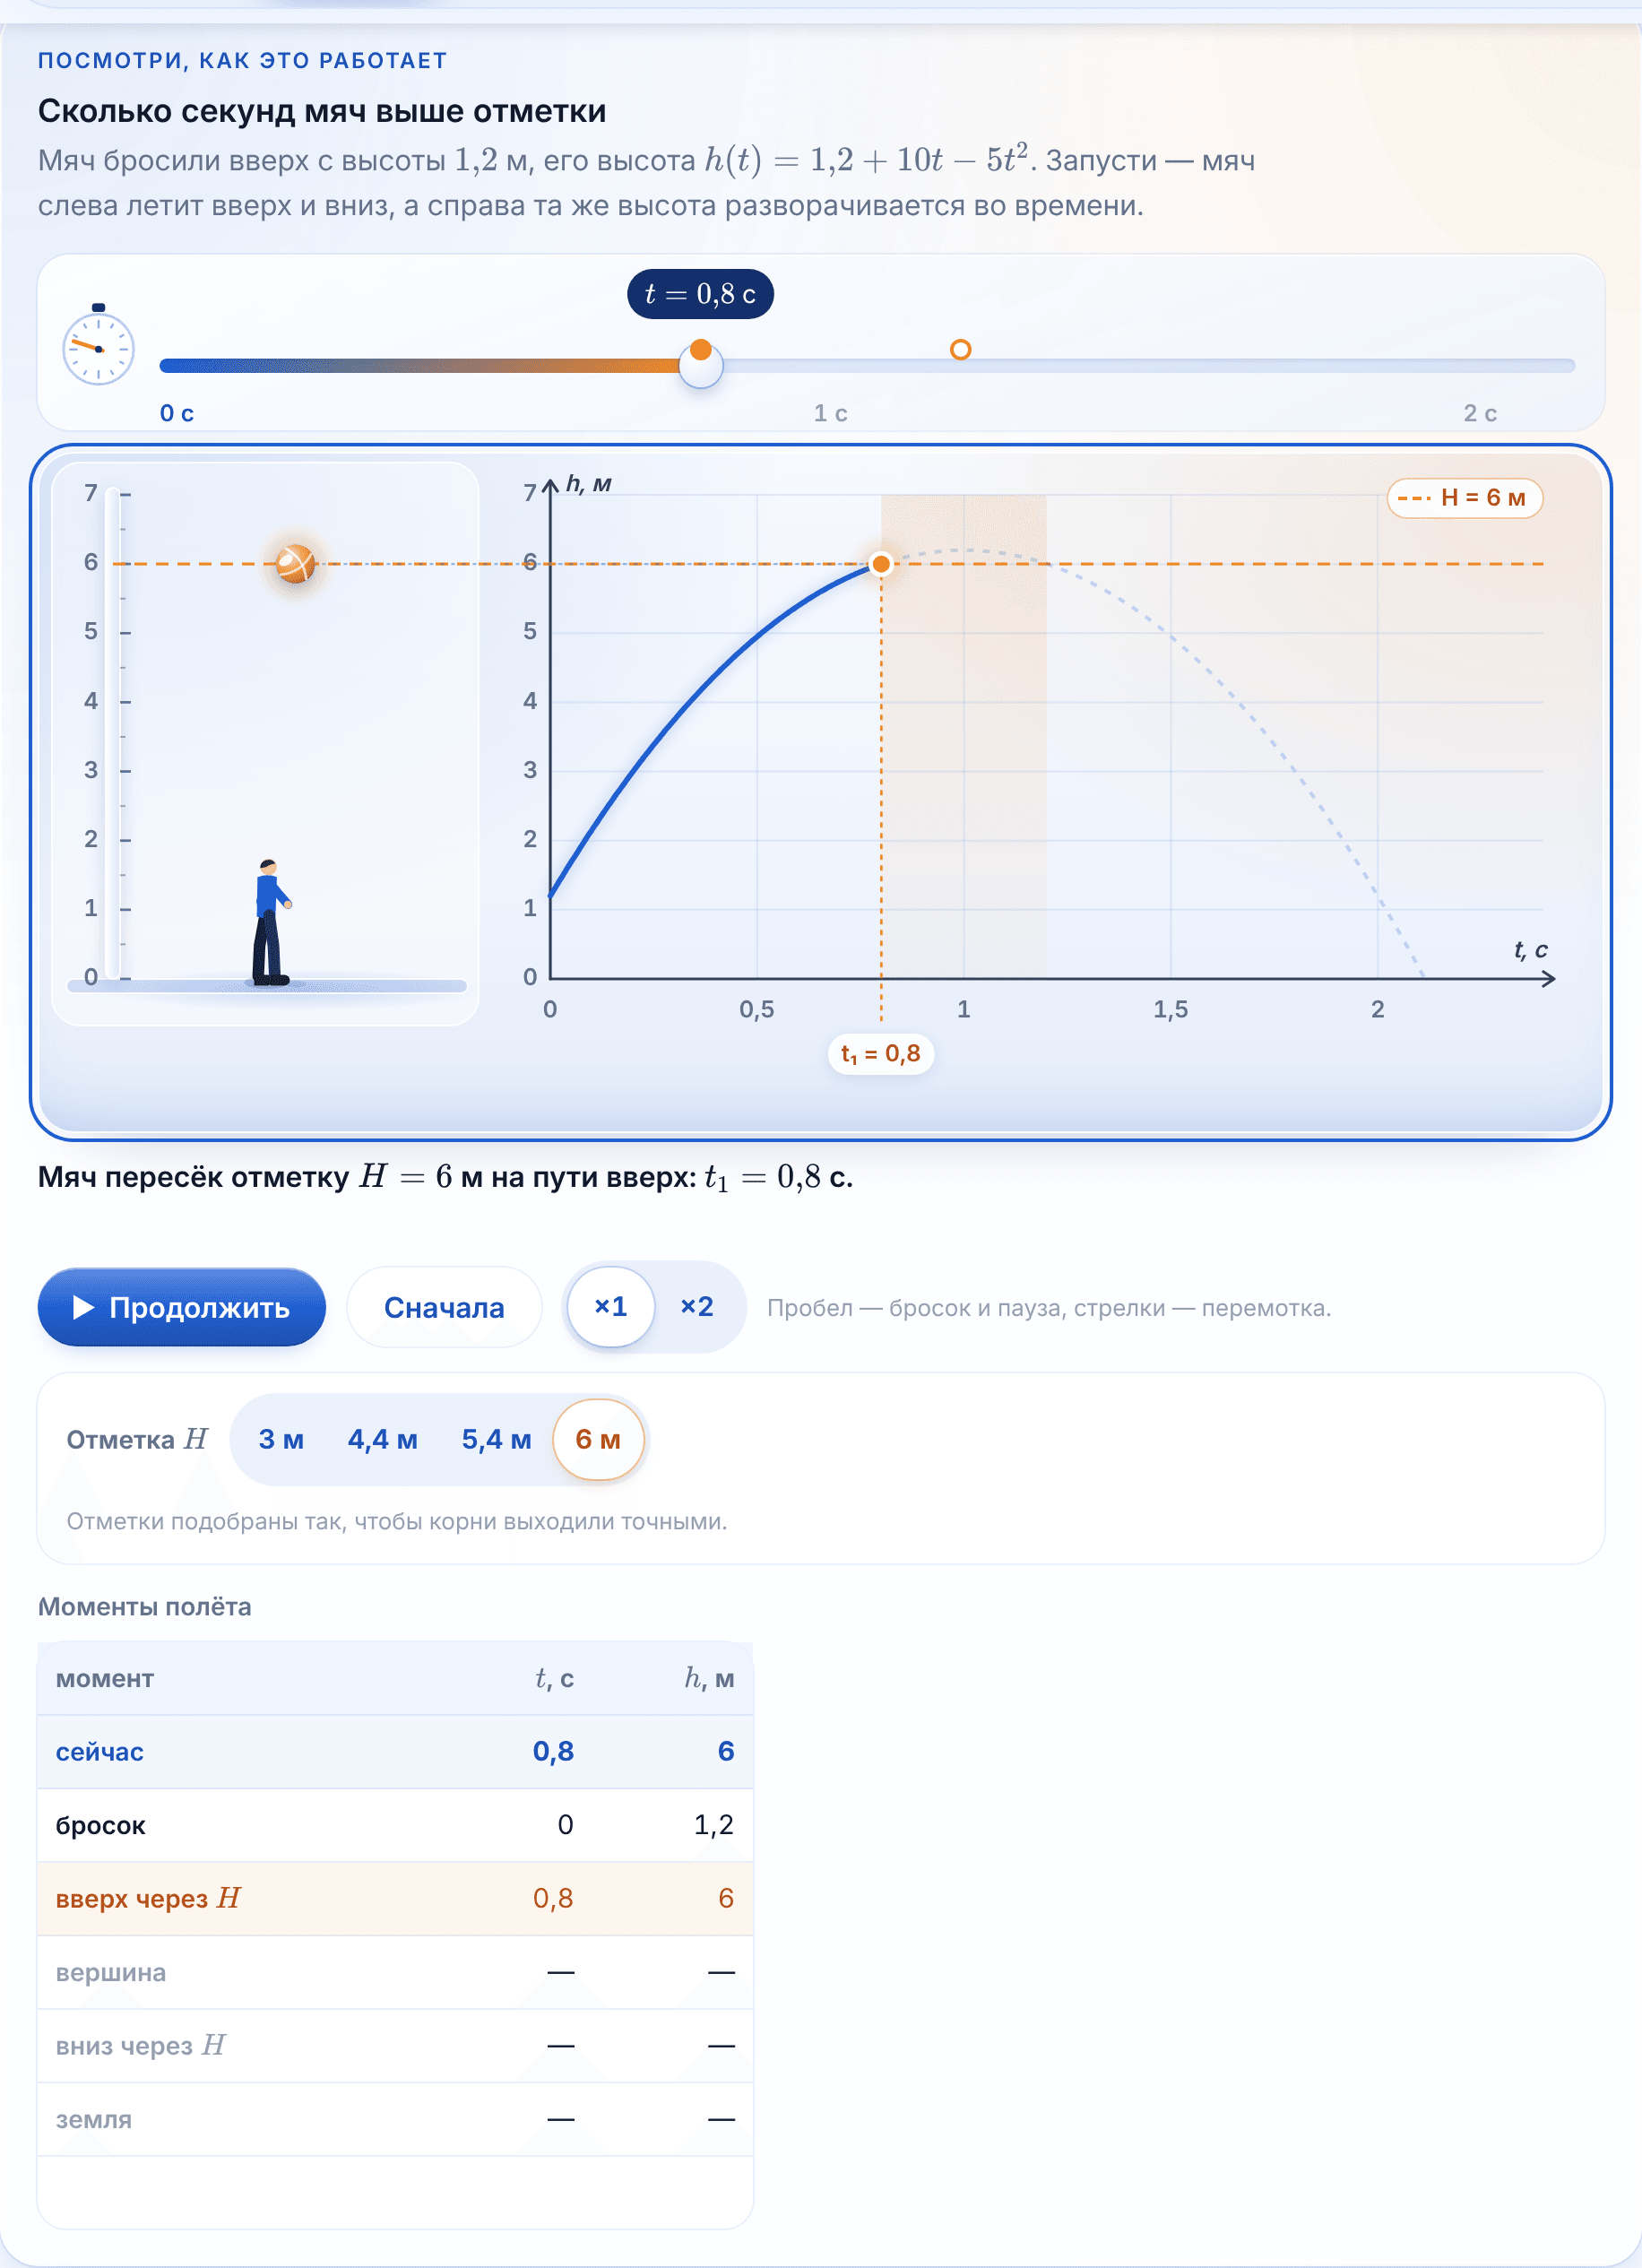 ПОСМОТРИ, КАК ЭТО РАБОТАЕТ
Сколько секунд мяч выше отметки
Мяч бросили вверх с высоты 1,2 м, его высота h(t) = 1,2 + 10t − 5t². Запусти — мяч
слева летит вверх и вниз, а справа та же высота разворачивается во времени.
t = 0,8 с
0 с 1 с 2 с
7
6
5
4
3
2
1
0
h, м
7
6
5
4
3
2
1
0
H = 6 м
t, с
0 0,5 1 1,5 2
t₁ = 0,8
Мяч пересёк отметку H = 6 м на пути вверх: t₁ = 0,8 с.
Продолжить Сначала ×1 ×2 Пробел — бросок и пауза, стрелки — перемотка.
Отметка H 3 м 4,4 м 5,4 м 6 м
Отметки подобраны так, чтобы корни выходили точными.
Моменты полёта
момент t, с h, м
сейчас 0,8 6
бросок 0 1,2
вверх через H 0,8 6
вершина — —
вниз через H — —
земля — —